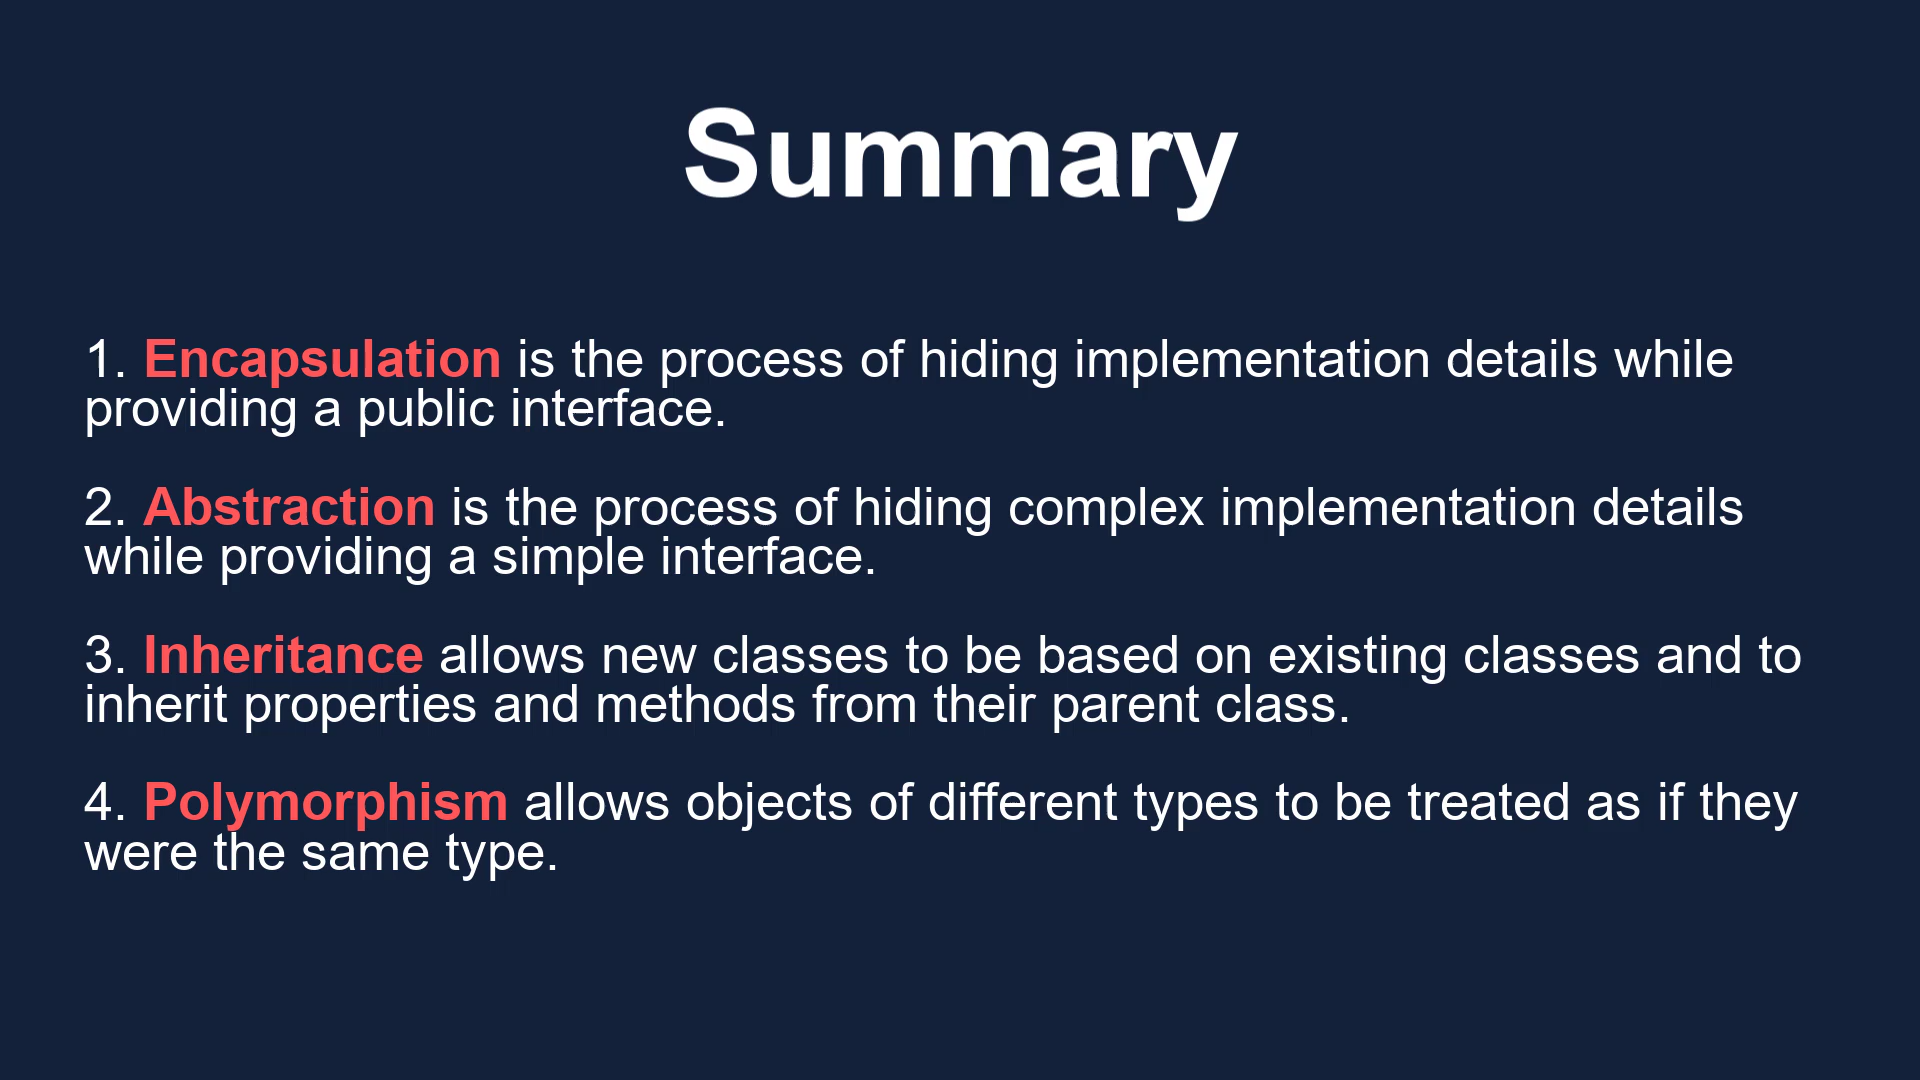 Summary
1. Encapsulation is the process of hiding implementation details while
providing a public interface.
2. Abstraction is the process of hiding complex implementation details
while providing a simple interface.
3. Inheritance allows new classes to be based on existing classes and to
inherit properties and methods from their parent class.
4. Polymorphism allows objects of different types to be treated as if they
were the same type.